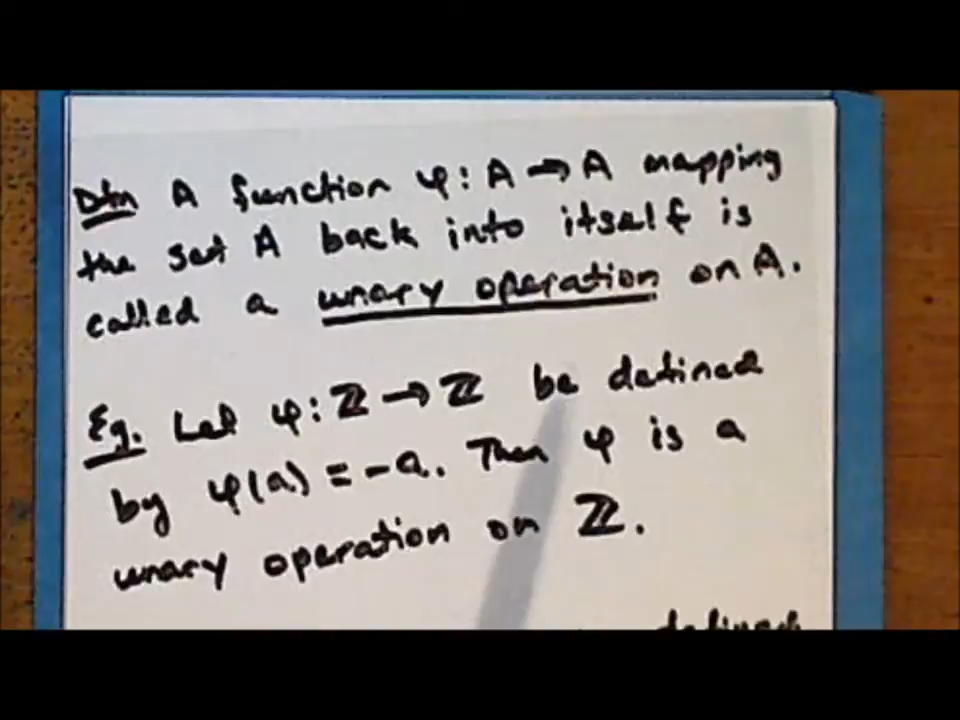 Dfn A function φ: A → A mapping
the set A back into itself is
called a unary operation on A.
Eg. Let φ: ℤ → ℤ be defined
by φ(a) = -a. Then φ is a
unary operation on ℤ.
defined